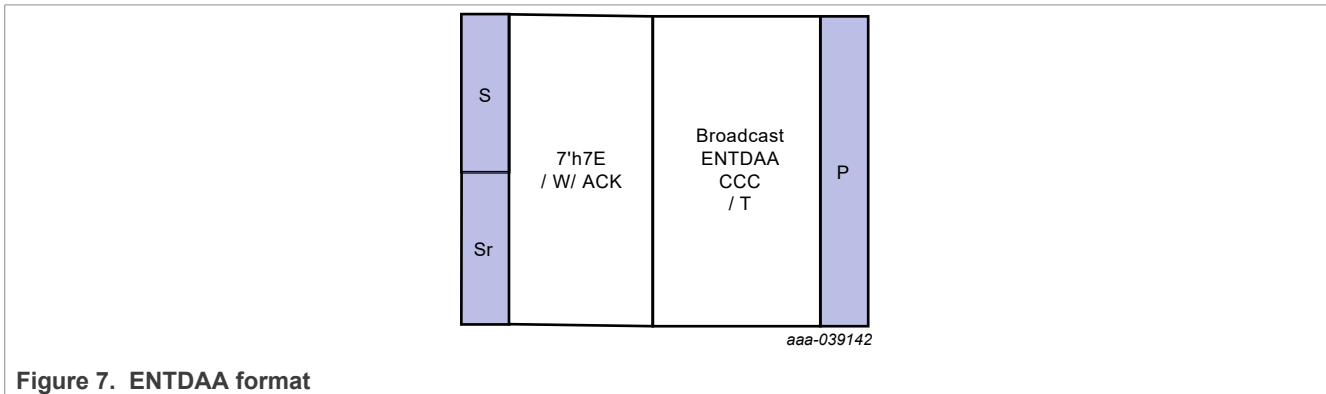 S
Sr
7'h7E
/ W/ ACK
Broadcast
ENTDAA
CCC
/ T
P
aaa-039142
Figure 7. ENTDAA format